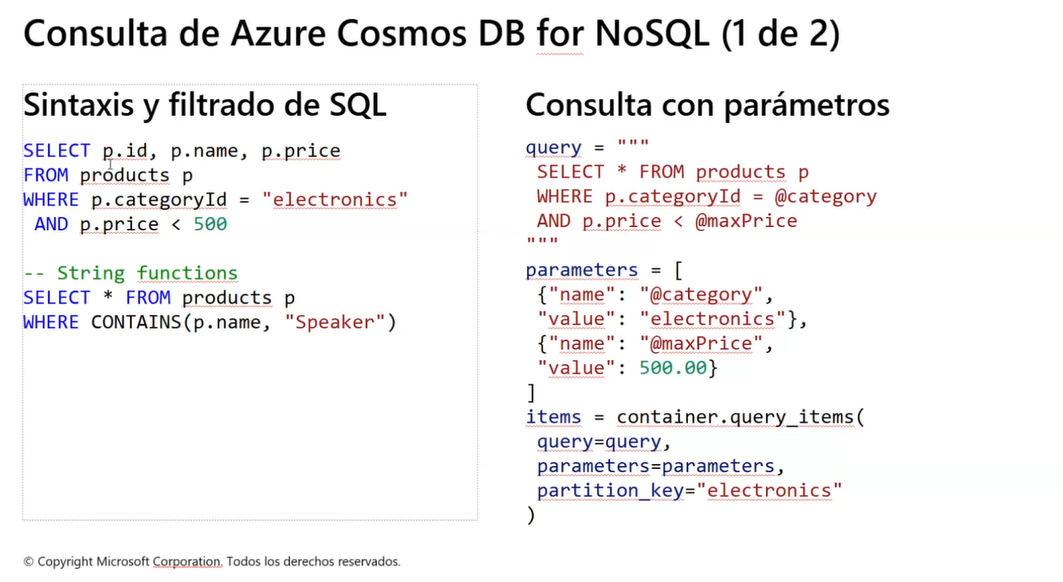 Consulta de Azure Cosmos DB for NoSQL (1 de 2)
Sintaxis y filtrado de SQL
SELECT p.id, p.name, p.price
FROM products p
WHERE p.categoryId = "electronics"
 AND p.price < 500
-- String functions
SELECT * FROM products p
WHERE CONTAINS(p.name, "Speaker")
Consulta con parámetros
query = """
 SELECT * FROM products p
 WHERE p.categoryId = @category
 AND p.price < @maxPrice
"""
parameters = [
 {"name": "@category",
 "value": "electronics"},
 {"name": "@maxPrice",
 "value": 500.00}
]
items = container.query_items(
 query=query,
 parameters=parameters,
 partition_key="electronics"
)
© Copyright Microsoft Corporation. Todos los derechos reservados.